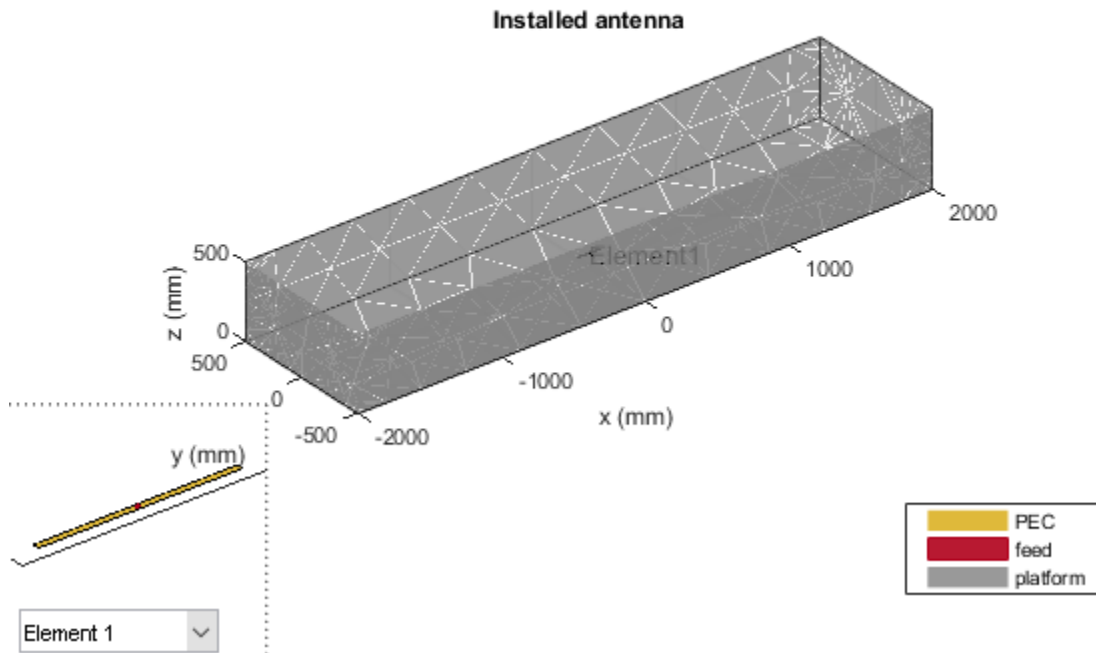 Installed antenna
500
0
z (mm)
500
0
-500
y (mm)
-2000
-1000
0
1000
2000
x (mm)
Element1
PEC
feed
platform
Element 1